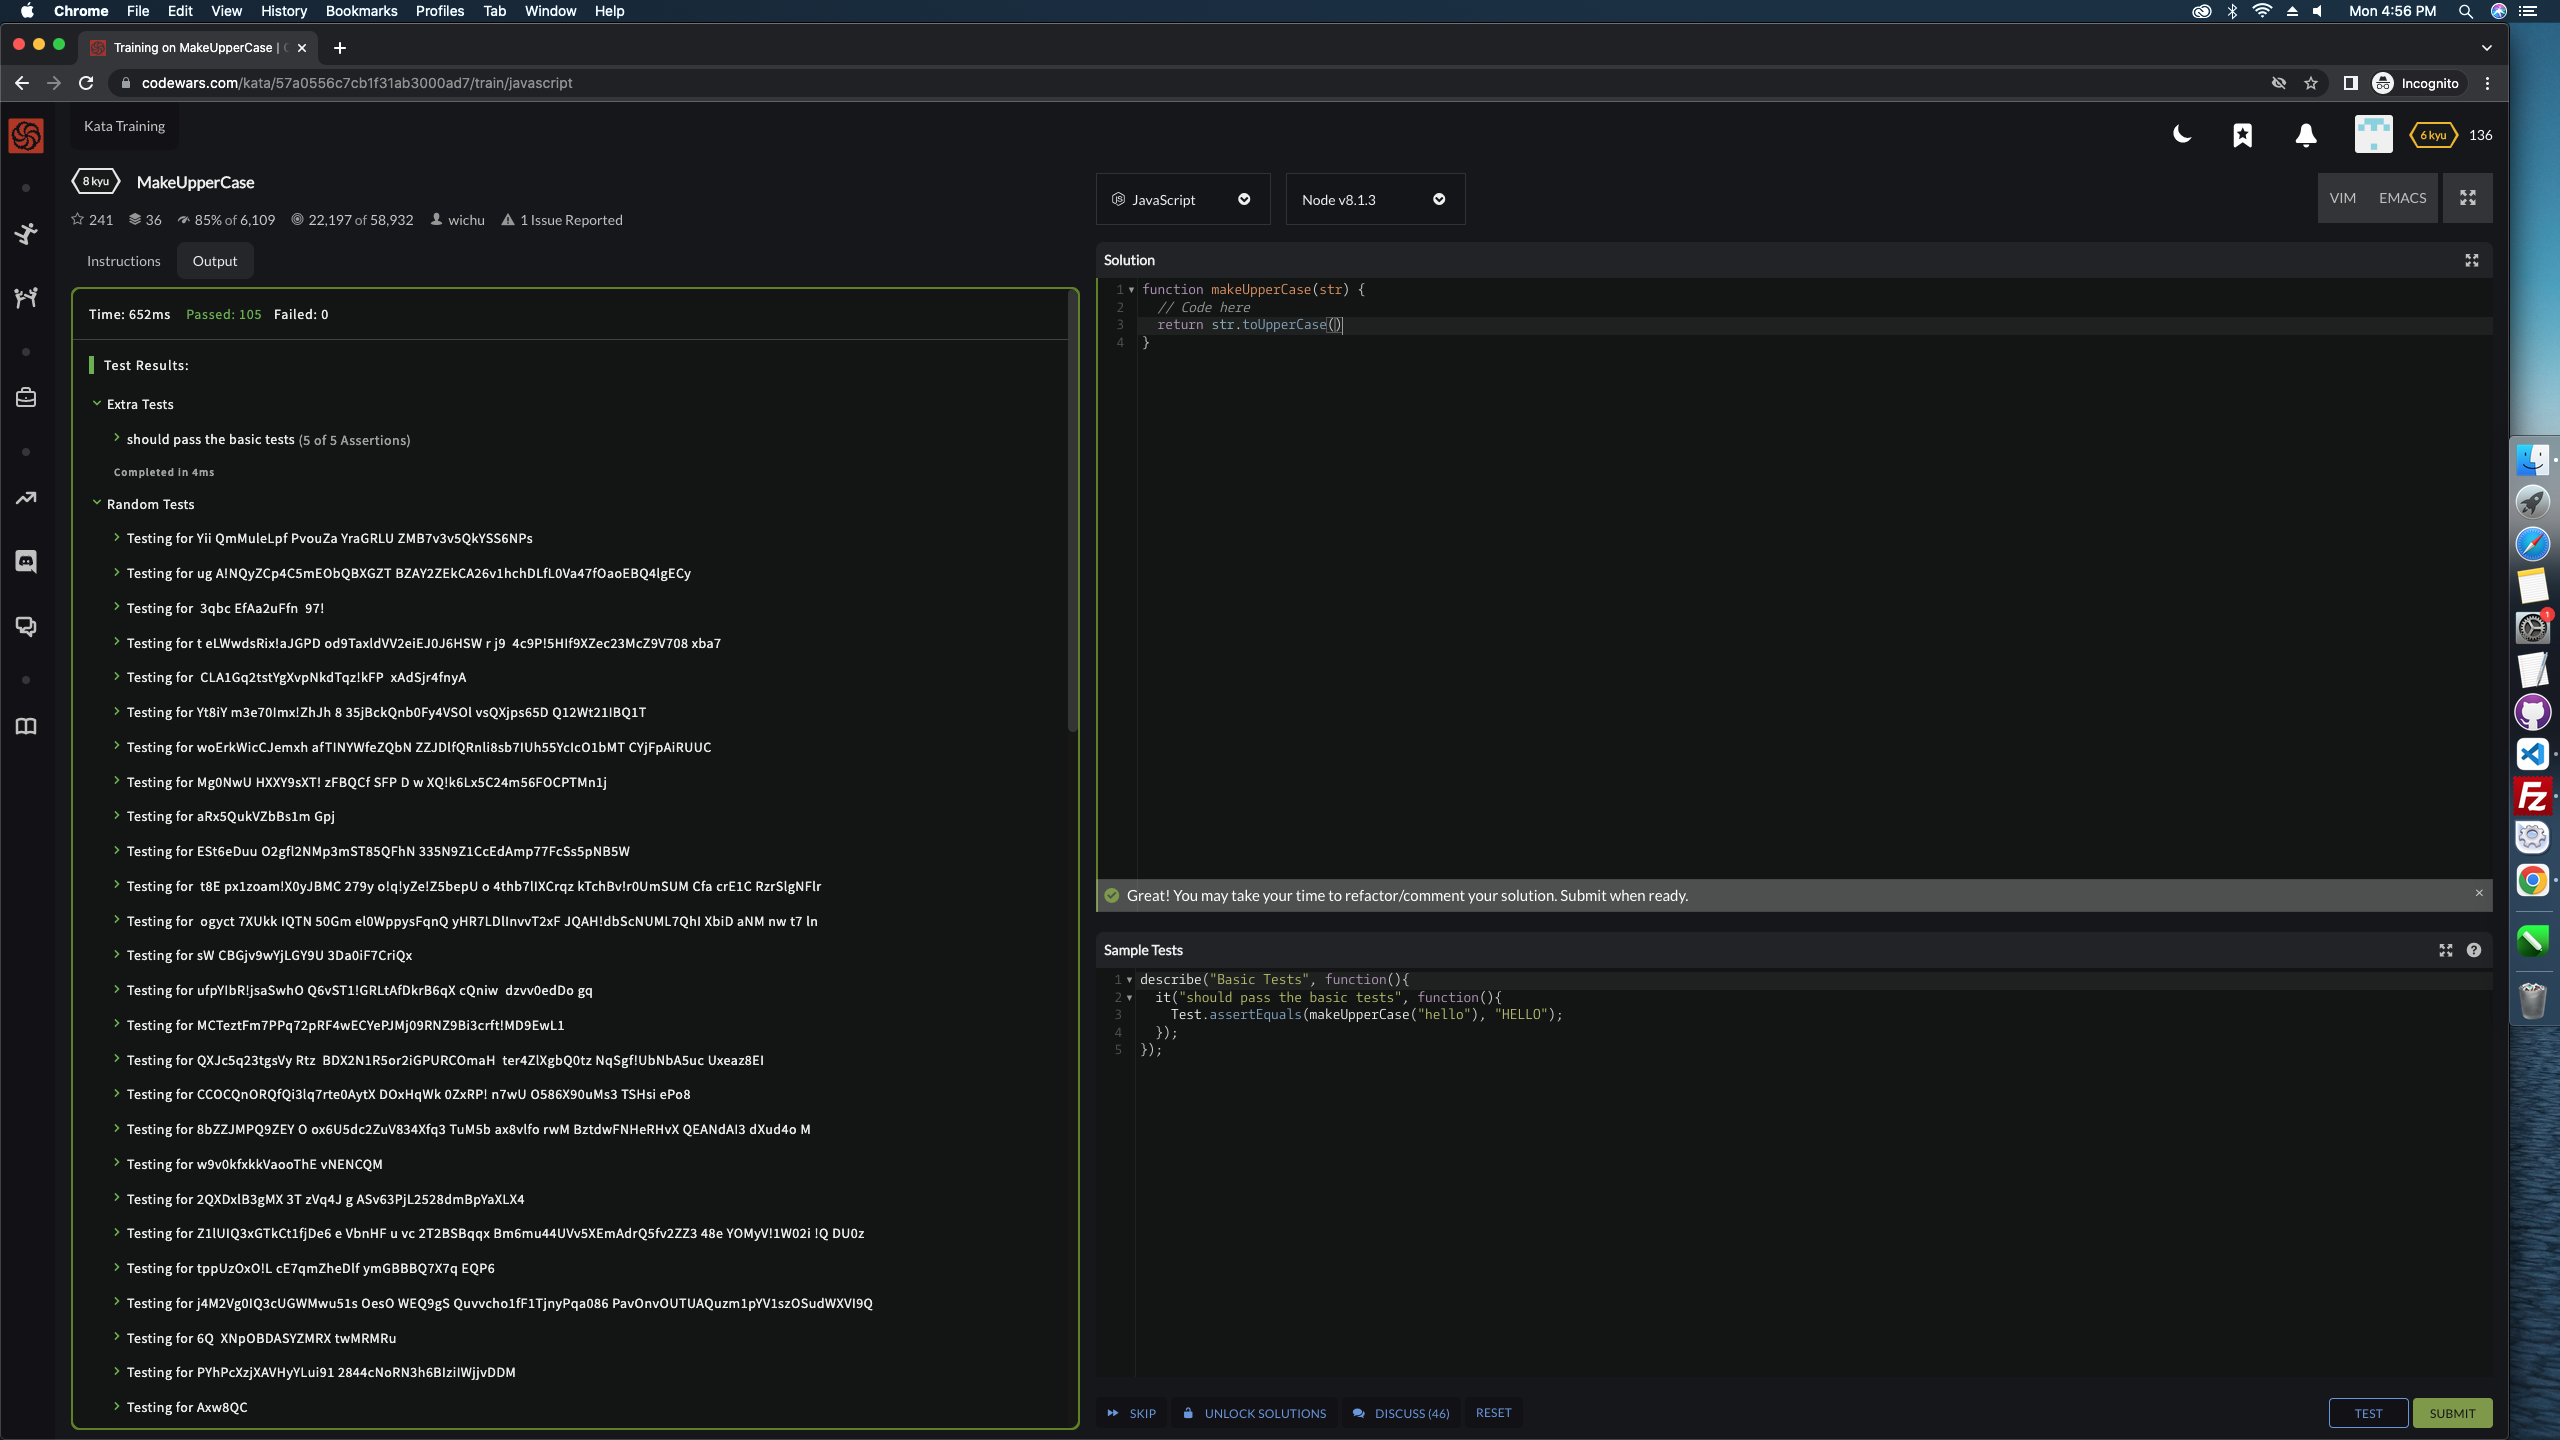 Chrome File Edit View History Bookmarks Profiles Tab Window Help Mon 4:56 PM
Training on MakeUpperCase |
codewars.com/kata/57a0556c7cb1f31ab3000ad7/train/javascript Incognito
Kata Training
6 kyu 136
8 kyu MakeUpperCase
241 36 85% of 6,109 22,197 of 58,932 wichu 1 Issue Reported
JavaScript Node v8.1.3 VIM EMACS
Instructions Output
Time: 652ms Passed: 105 Failed: 0
Test Results:
Extra Tests
should pass the basic tests (5 of 5 Assertions)
Completed in 4ms
Random Tests
Testing for Yii QmMuleLpf PvouZa YraGRLU ZMB7v3v5QkYSS6NPs
Testing for ug A!NQyZCp4C5mEObQBXGZT BZAY2ZEkCA26v1hchDLfL0Va47fOaoEBQ4lgECy
Testing for 3qbc EfAa2uFfn 97!
Testing for t eLWwdsRix!aJGPD od9TaxldVV2eiEJ0J6HSW r j9 4c9P!5HIf9XZec23McZ9V708 xba7
Testing for CLA1Gq2tstYgXvpNkdTqz!kFP xAdSjr4fnyA
Testing for Yt8iY m3e70Imx!ZhJh 8 35jBckQnb0Fy4VSOl vsQXjps65D Q12Wt21IBQ1T
Testing for woErkWicCJemxh afTINYWfeZQbN ZZJDlfQRnli8sb7IUh55YcIcO1bMT CYjFpAiRUUC
Testing for Mg0NwU HXXY9sXT! zFBQCf SFP D w XQ!k6Lx5C24m56FOCPTMn1j
Testing for aRx5QukVZbBs1m Gpj
Testing for ESt6eDuu O2gfl2NMp3mST85QFhN 335N9Z1CcEdAmp77FcSs5pNB5W
Testing for t8E px1zoam!X0yJBMC 279y o!q!yZe!Z5bepU o 4thb7lIXCrqz kTchBv!r0UmSUM Cfa crE1C RzrSlgNFlr
Testing for ogyct 7XUkk IQTN 50Gm el0WppysFqnQ yHR7LDlInvvT2xF JQAH!dbScNUML7QhI XbiD aNM nw t7 ln
Testing for sW CBGjv9wYjLGY9U 3Da0iF7CriQx
Testing for ufpYIbR!jsaSwhO Q6vST1!GRLtAfDkrB6qX cQniw dzvv0edDo gq
Testing for MCTeztFm7PPq72pRF4wECYePJMj09RNZ9Bi3crft!MD9EwL1
Testing for QXJc5q23tgsVy Rtz BDX2N1R5or2iGPURCOmaH ter4ZlXgbQ0tz NqSgf!UbNbA5uc Uxeaz8EI
Testing for CCOCQnORQfQi3lq7rte0AytX DOxHqWk 0ZxRP! n7wU O586X90uMs3 TSHsi ePo8
Testing for 8bZZJMPQ9ZEY O ox6U5dc2ZuV834Xfq3 TuM5b ax8vlfo rwM BztdwFNHeRHvX QEANdAI3 dXud4o M
Testing for w9v0kfxkkVaooThE vNENCQM
Testing for 2QXDxlB3gMX 3T zVq4J g ASv63PjL2528dmBpYaXLX4
Testing for Z1lUIQ3xGTkCt1fjDe6 e VbnHF u vc 2T2BSBqqx Bm6mu44UVv5XEmAdrQ5fv2ZZ3 48e YOMyV!1W02i !Q DU0z
Testing for tppUzOxO!L cE7qmZheDlf ymGBBBQ7X7q EQP6
Testing for j4M2Vg0IQ3cUGWMwu51s OesO WEQ9gS Quvvcho1fF1TjnyPqa086 PavOnvOUTUAQuzm1pYV1szOSudWXVI9Q
Testing for 6Q XNpOBDASYZMRX twMRMRu
Testing for PYhPcXzjXAVHyYLui91 2844cNoRN3h6BIziIWjjvDDM
Testing for Axw8QC
Solution
1 function makeUpperCase(str) {
2 // Code here
3 return str.toUpperCase()
4 }
Great! You may take your time to refactor/comment your solution. Submit when ready.
Sample Tests
1 describe("Basic Tests", function(){
2 it("should pass the basic tests", function(){
3 Test.assertEquals(makeUpperCase("hello"), "HELLO");
4 });
5 });
SKIP UNLOCK SOLUTIONS DISCUSS (46) RESET TEST SUBMIT
1
Fz